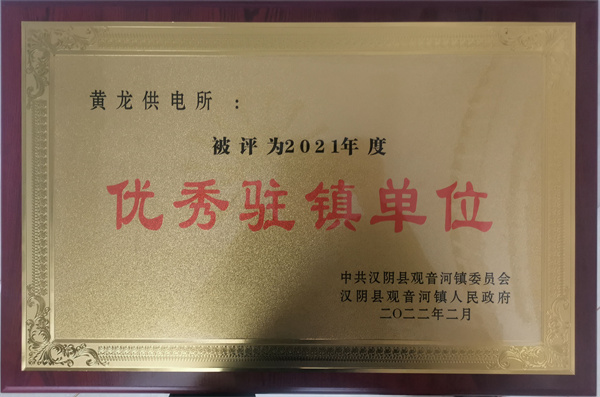 黄龙供电所：
被评为2021年度
优秀驻镇单位
中共汉阴县观音河镇委员会
汉阴县观音河镇人民政府
二〇二二年二月